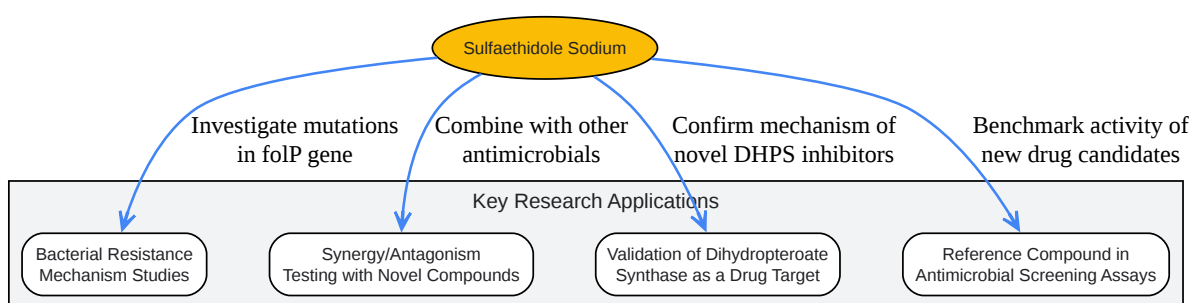 Sulfaethidole Sodium
Investigate mutations
in folP gene
Combine with other
antimicrobials
Confirm mechanism of
novel DHPS inhibitors
Benchmark activity of
new drug candidates
Key Research Applications
Bacterial Resistance
Mechanism Studies
Synergy/Antagonism
Testing with Novel Compounds
Validation of Dihydropteroate
Synthase as a Drug Target
Reference Compound in
Antimicrobial Screening Assays